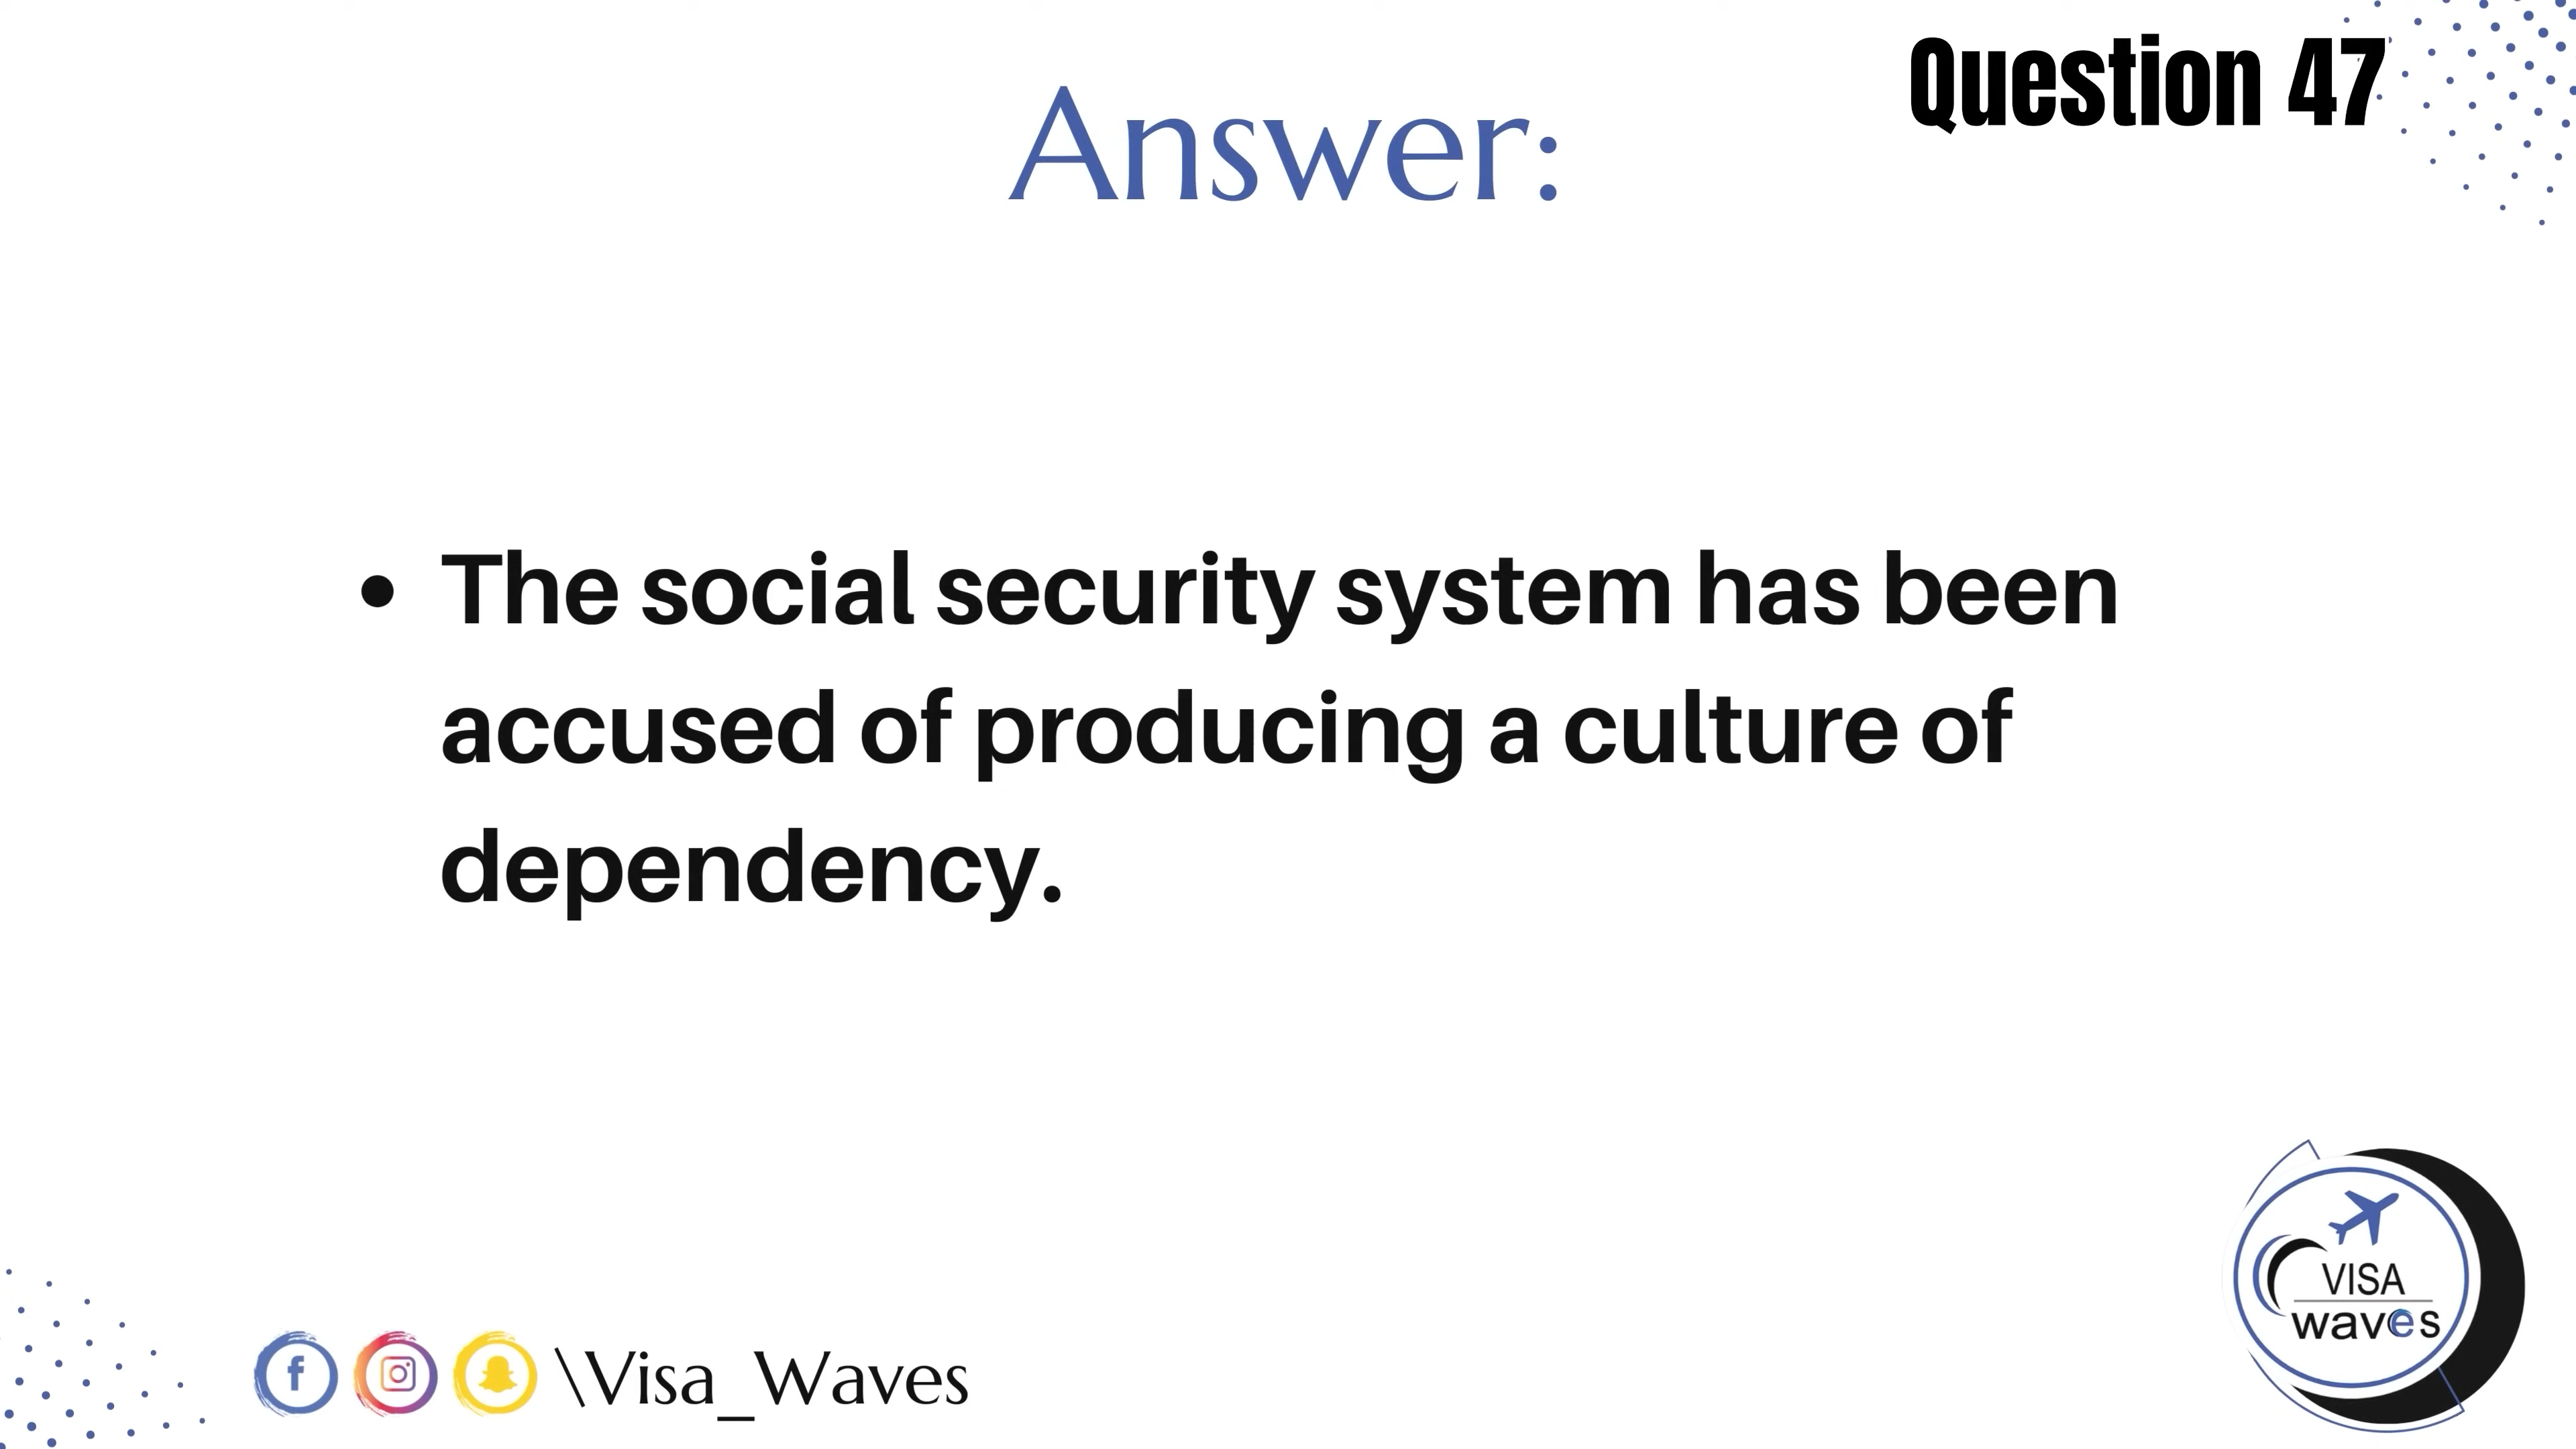 Question 47
Answer:
• The social security system has been
accused of producing a culture of
dependency.
VISA
waves
\Visa_Waves